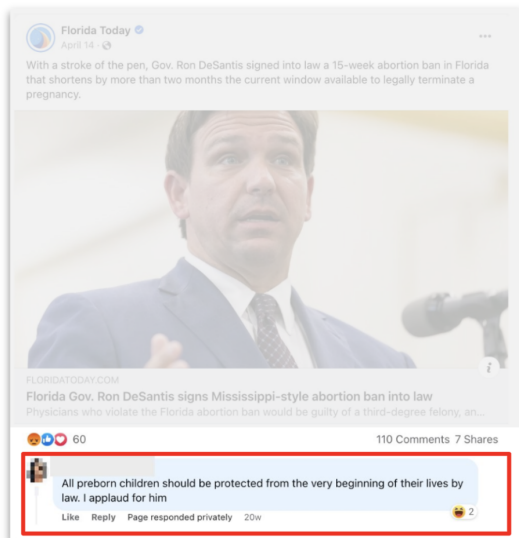 Florida Today
April 14 ·
With a stroke of the pen, Gov. Ron DeSantis signed into law a 15-week abortion ban in Florida
that shortens by more than two months the current window available to legally terminate a
pregnancy.
i
FLORIDATODAY.COM
Florida Gov. Ron DeSantis signs Mississippi-style abortion ban into law
Physicians who violate the Florida abortion ban would be guilty of a third-degree felony, an...
60 110 Comments 7 Shares
All preborn children should be protected from the very beginning of their lives by
law. I applaud for him
Like Reply Page responded privately 20w
2